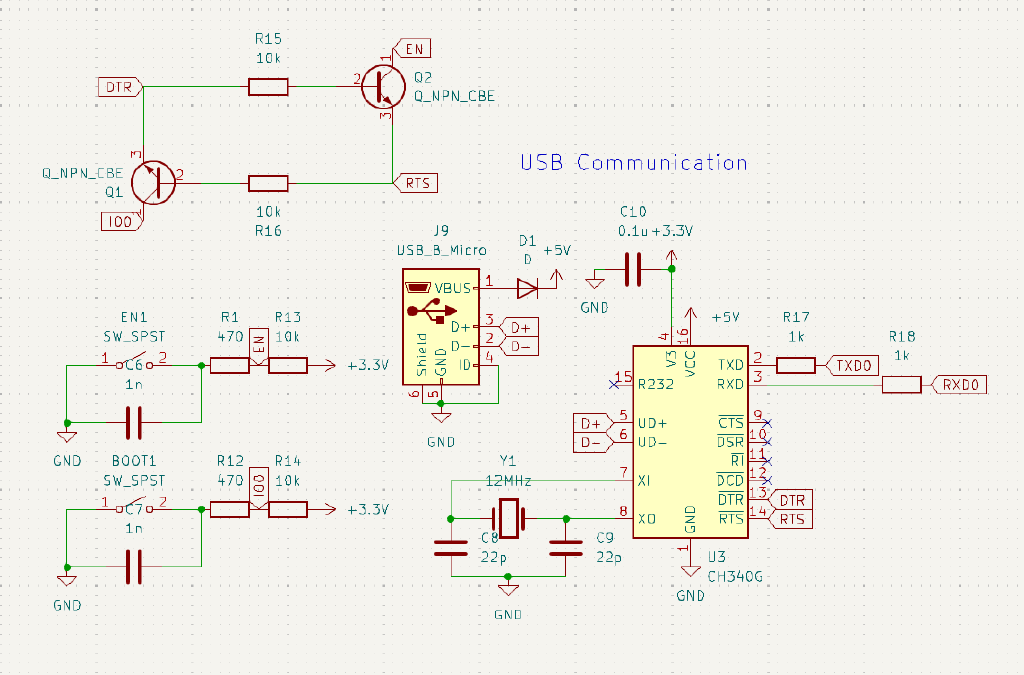 R15
10k
EN
1
DTR
2
Q2
Q_NPN_CBE
3
3
Q_NPN_CBE
Q1
2
RTS
IO0
10k
R16
USB Communication
C10
0.1u
+3.3V
GND
J9
USB_B_Micro
D1
D
+5V
VBUS
1
D+
3
D+
D-
2
D-
ID
4
Shield
GND
6
5
GND
EN1
SW_SPST
R1
470
EN
R13
10k
+3.3V
1
C6
2
1n
GND
BOOT1
SW_SPST
R12
470
IO0
R14
10k
+3.3V
1
C7
2
1n
GND
Y1
12MHz
C8
22p
C9
22p
GND
+5V
4
16
V3
VCC
R17
1k
R18
1k
TXD
2
TXD0
RXD
3
RXD0
15
R232
D+
5
UD+
D-
6
UD-
7
XI
8
XO
CTS
9
DSR
10
RI
11
DCD
12
DTR
13
DTR
RTS
14
RTS
GND
1
U3
CH340G
GND